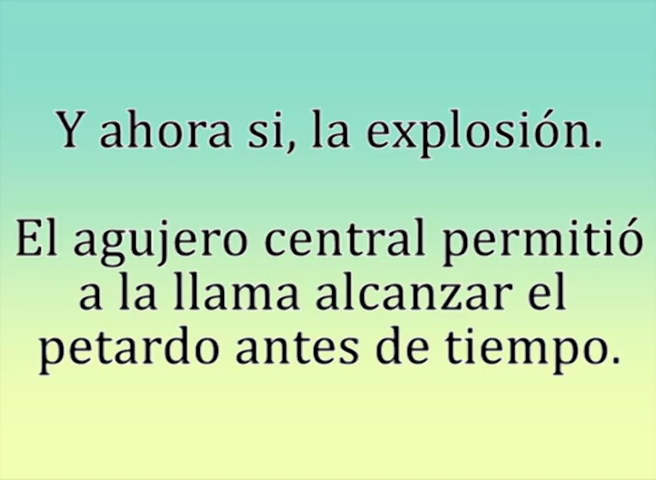 Y ahora si, la explosión.
El agujero central permitió
a la llama alcanzar el
petardo antes de tiempo.